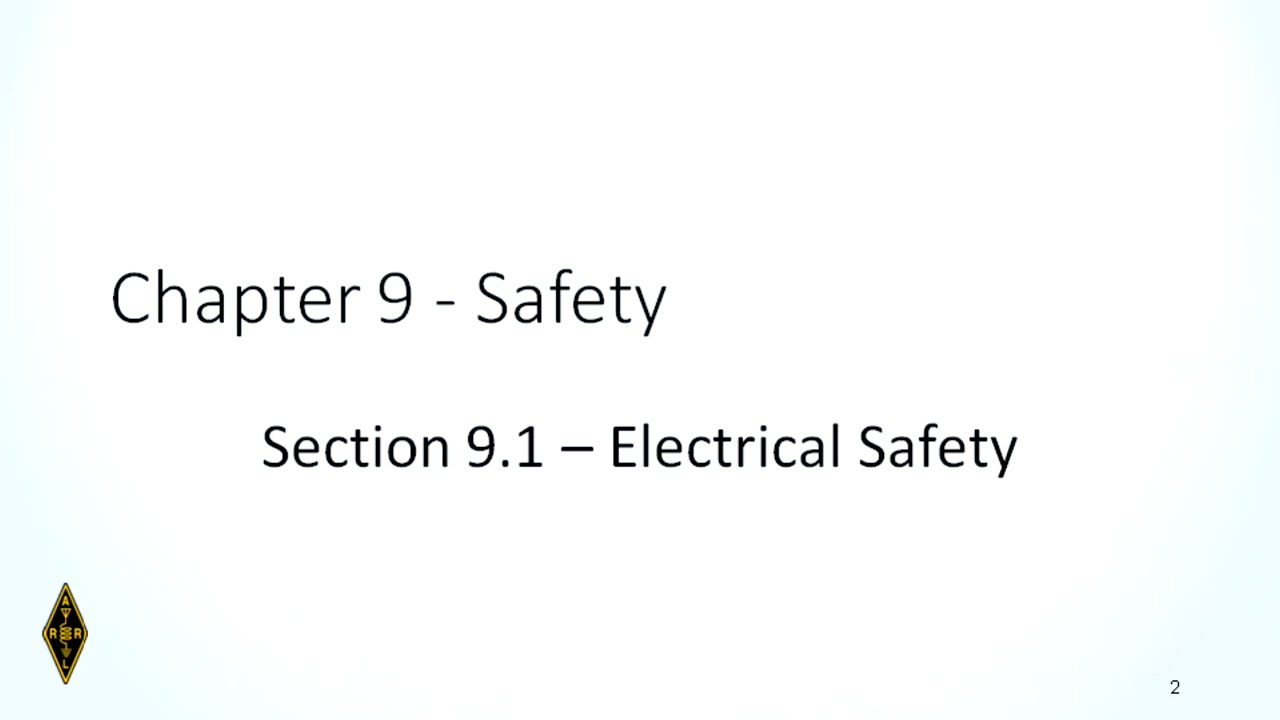 Chapter 9 - Safety
Section 9.1 – Electrical Safety
A
R R
L
2